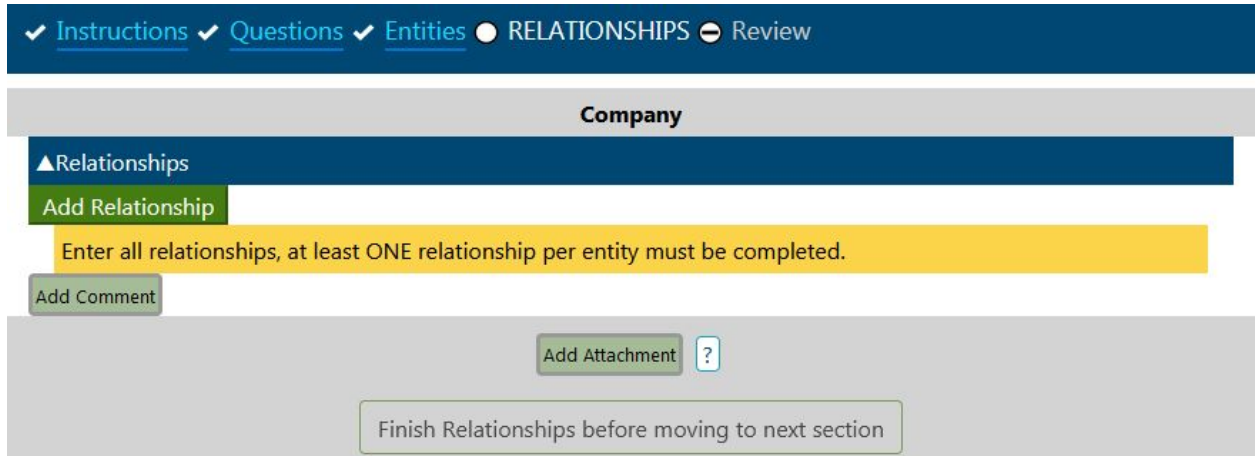 Instructions Questions Entities RELATIONSHIPS Review
Company
▲Relationships
Add Relationship
Enter all relationships, at least ONE relationship per entity must be completed.
Add Comment
Add Attachment ?
Finish Relationships before moving to next section